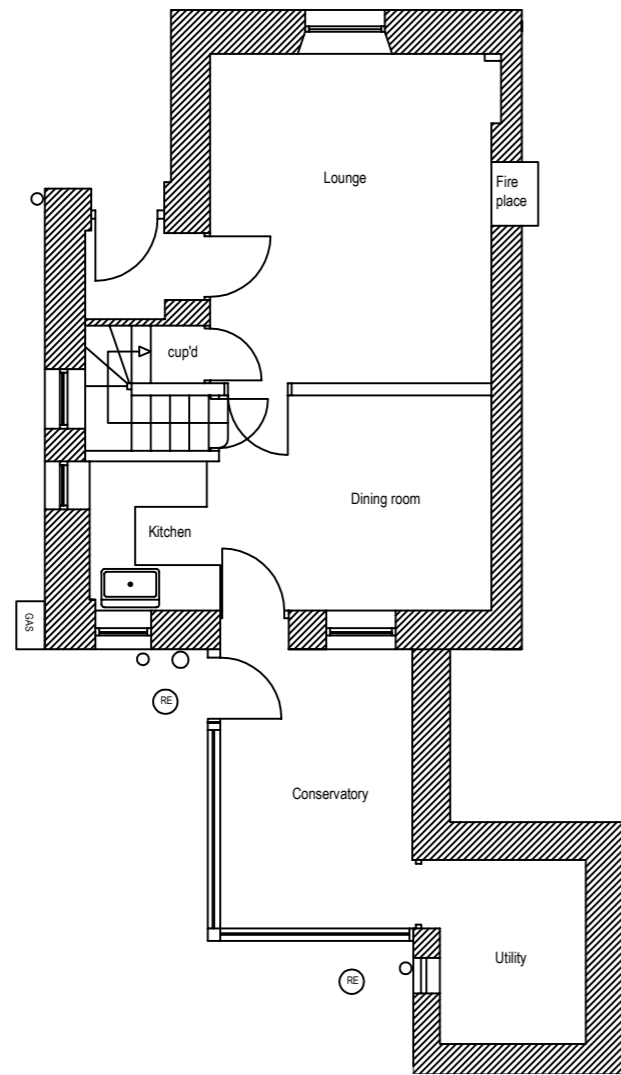 Lounge
Fire
place
cup'd
Dining room
Kitchen
GAS
RE
Conservatory
Utility
RE